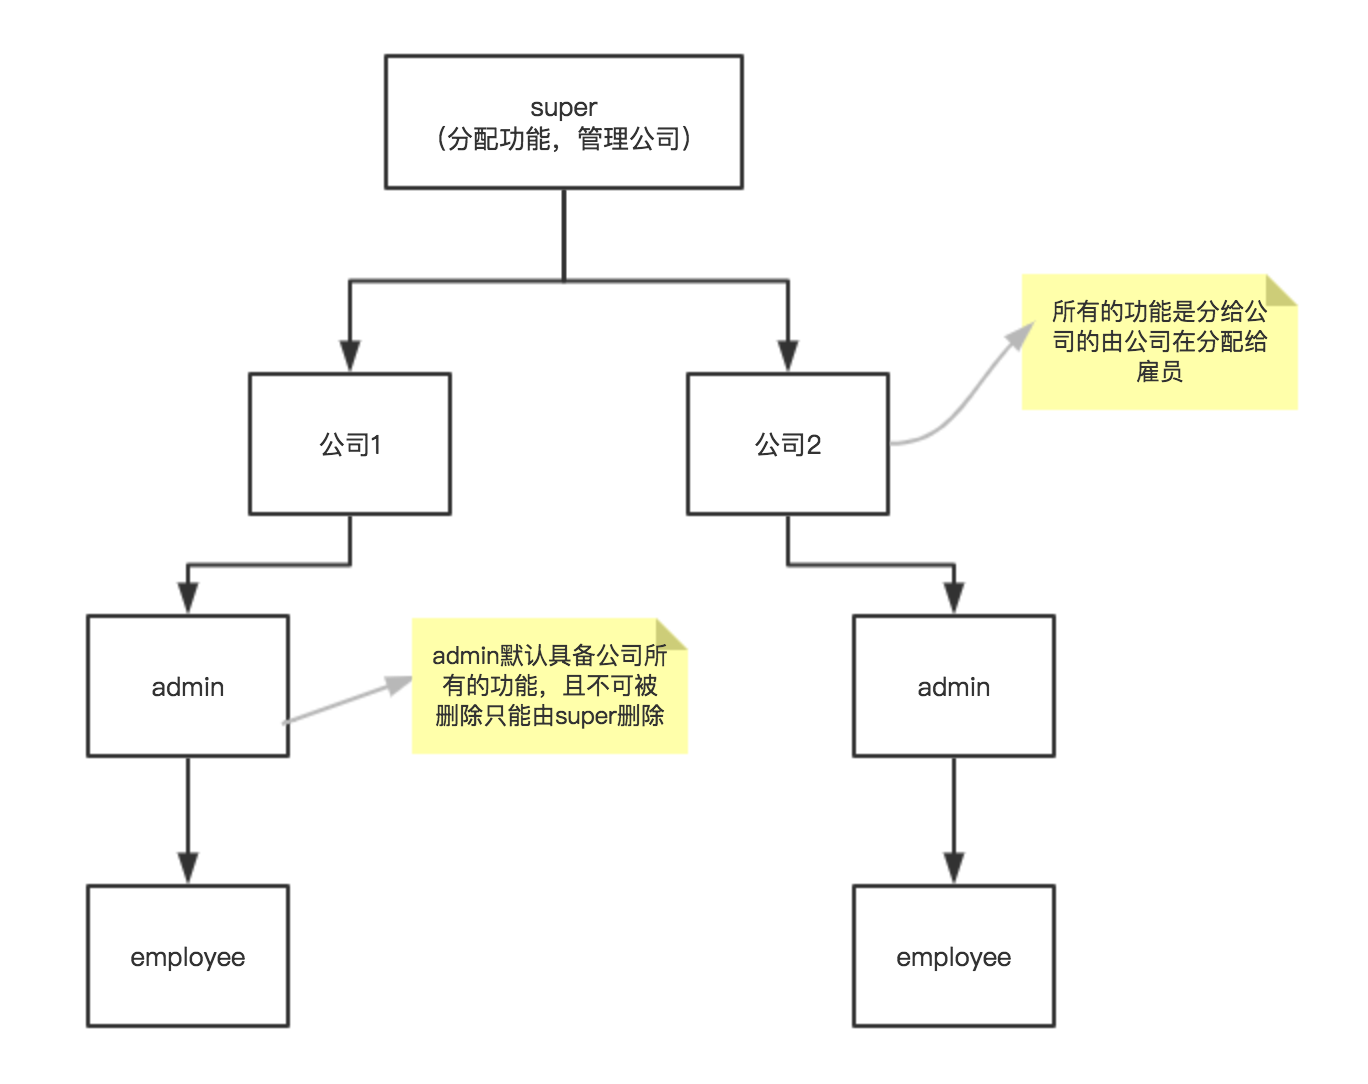 super
（分配功能，管理公司）
所有的功能是分给公
司的由公司在分配给
雇员
公司1
公司2
admin
admin默认具备公司所
有的功能，且不可被
删除只能由super删除
admin
employee
employee